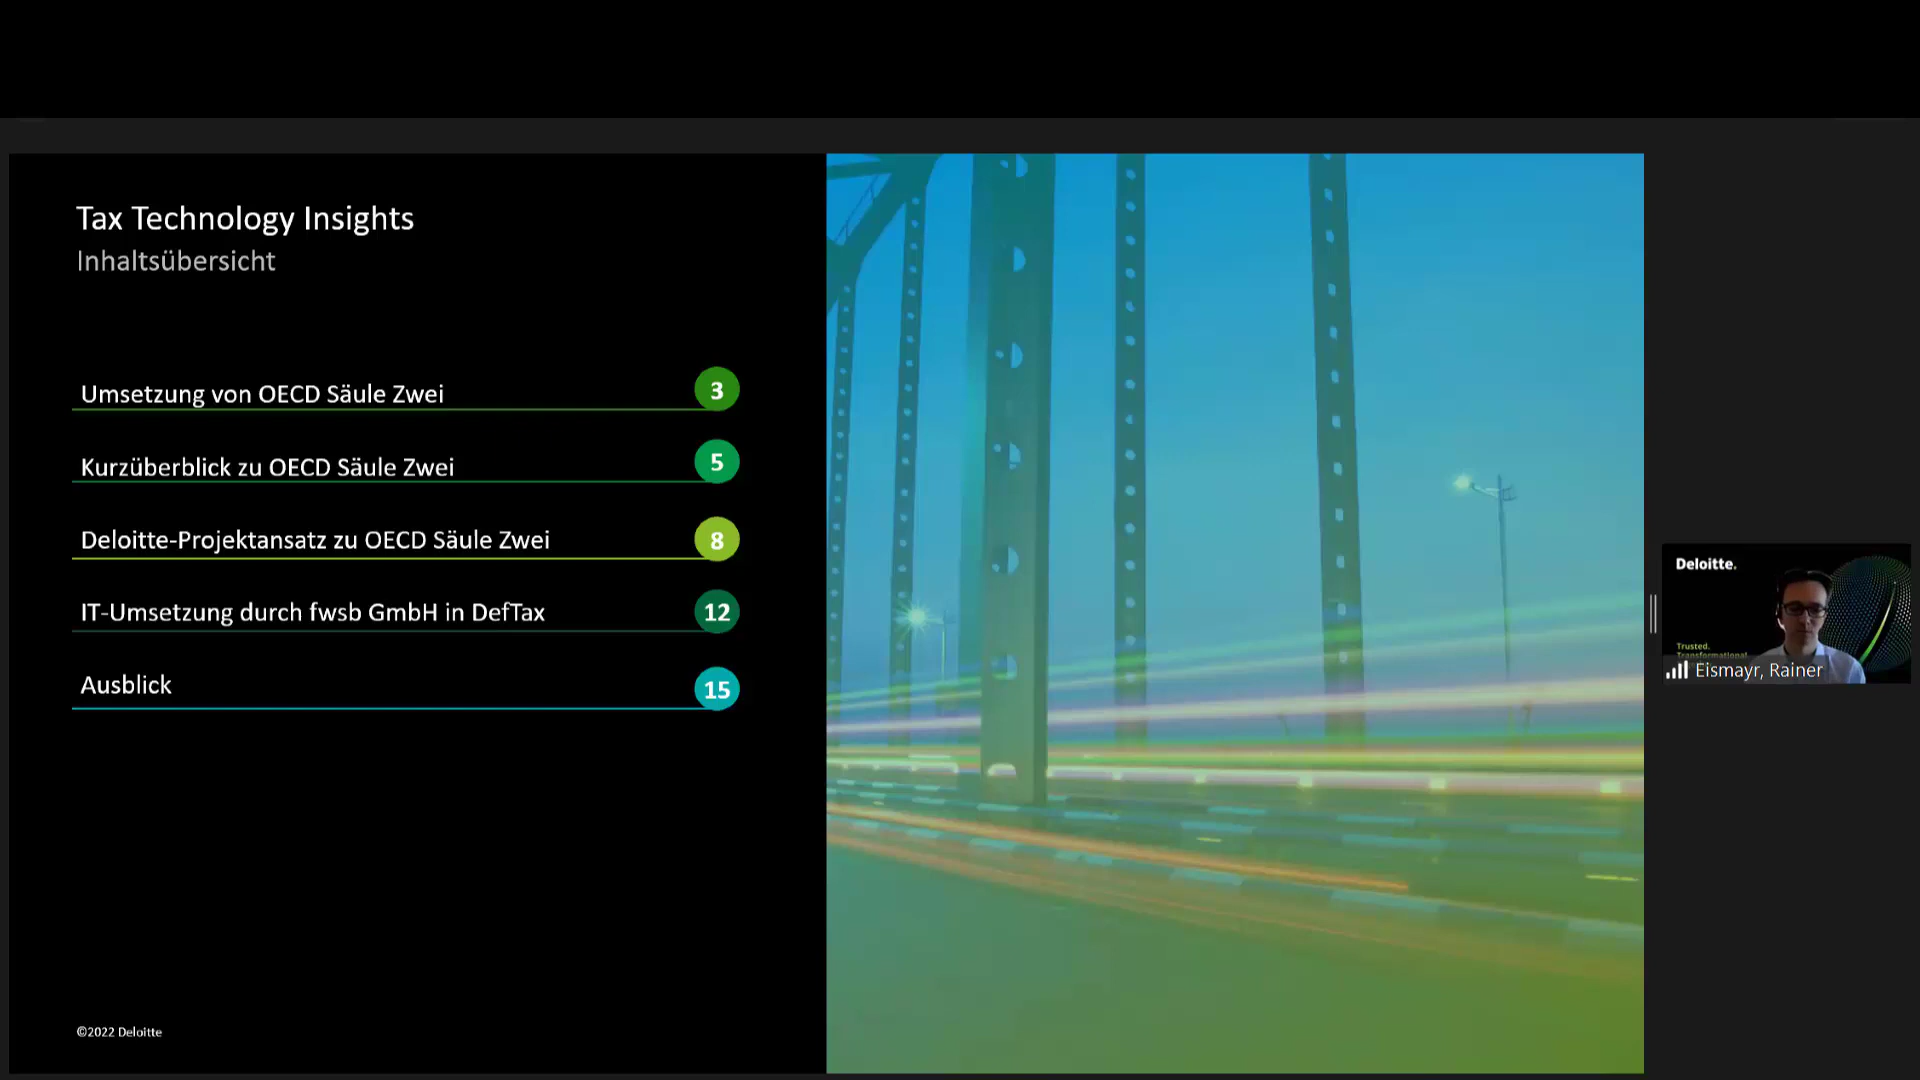 Tax Technology Insights
Inhaltsübersicht
Umsetzung von OECD Säule Zwei 3
Kurzüberblick zu OECD Säule Zwei 5
Deloitte-Projektansatz zu OECD Säule Zwei 8
IT-Umsetzung durch fwsb GmbH in DefTax 12
Ausblick 15
©2022 Deloitte
Deloitte.
Trusted.
Transformational.
Eismayr, Rainer